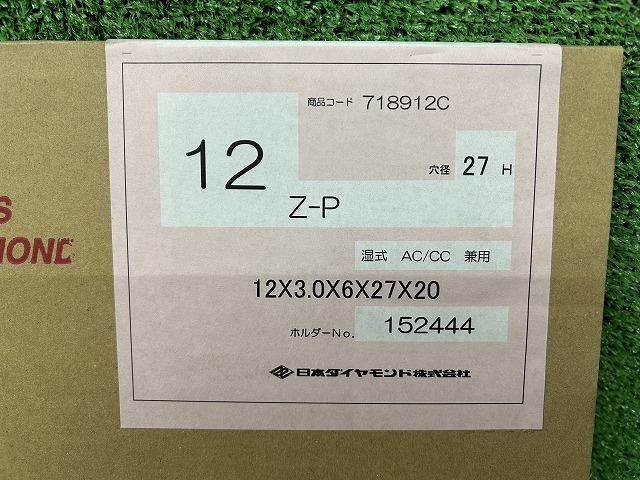 商品コード 718912C
12
穴径 27 H
Z-P
湿式 AC/CC 兼用
12X3.0X6X27X20
ホルダーNo. 152444
日本ダイヤモンド株式会社
S
MOND